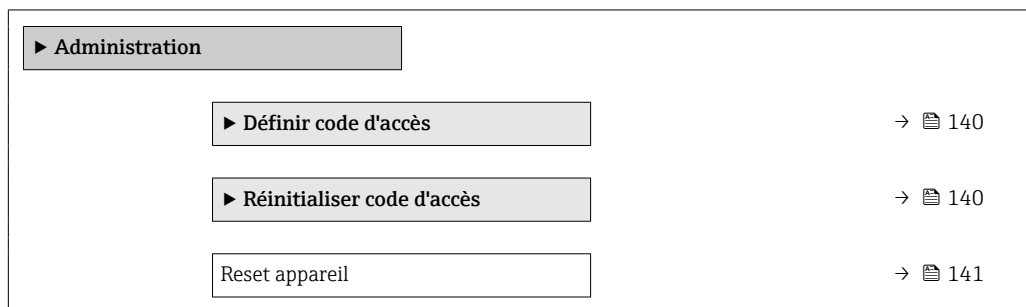 ▶ Administration
▶ Définir code d'accès → 140
▶ Réinitialiser code d'accès → 140
Reset appareil → 141